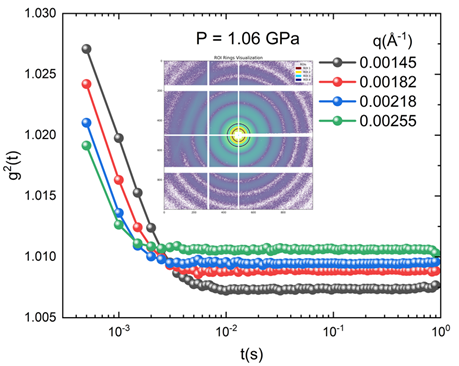 P = 1.06 GPa
q(Å⁻¹)
0.00145
0.00182
0.00218
0.00255
ROI Rings Visualization
1.030
1.025
1.020
1.015
1.010
1.005
g²(t)
10⁻³
10⁻²
10⁻¹
10⁰
t(s)